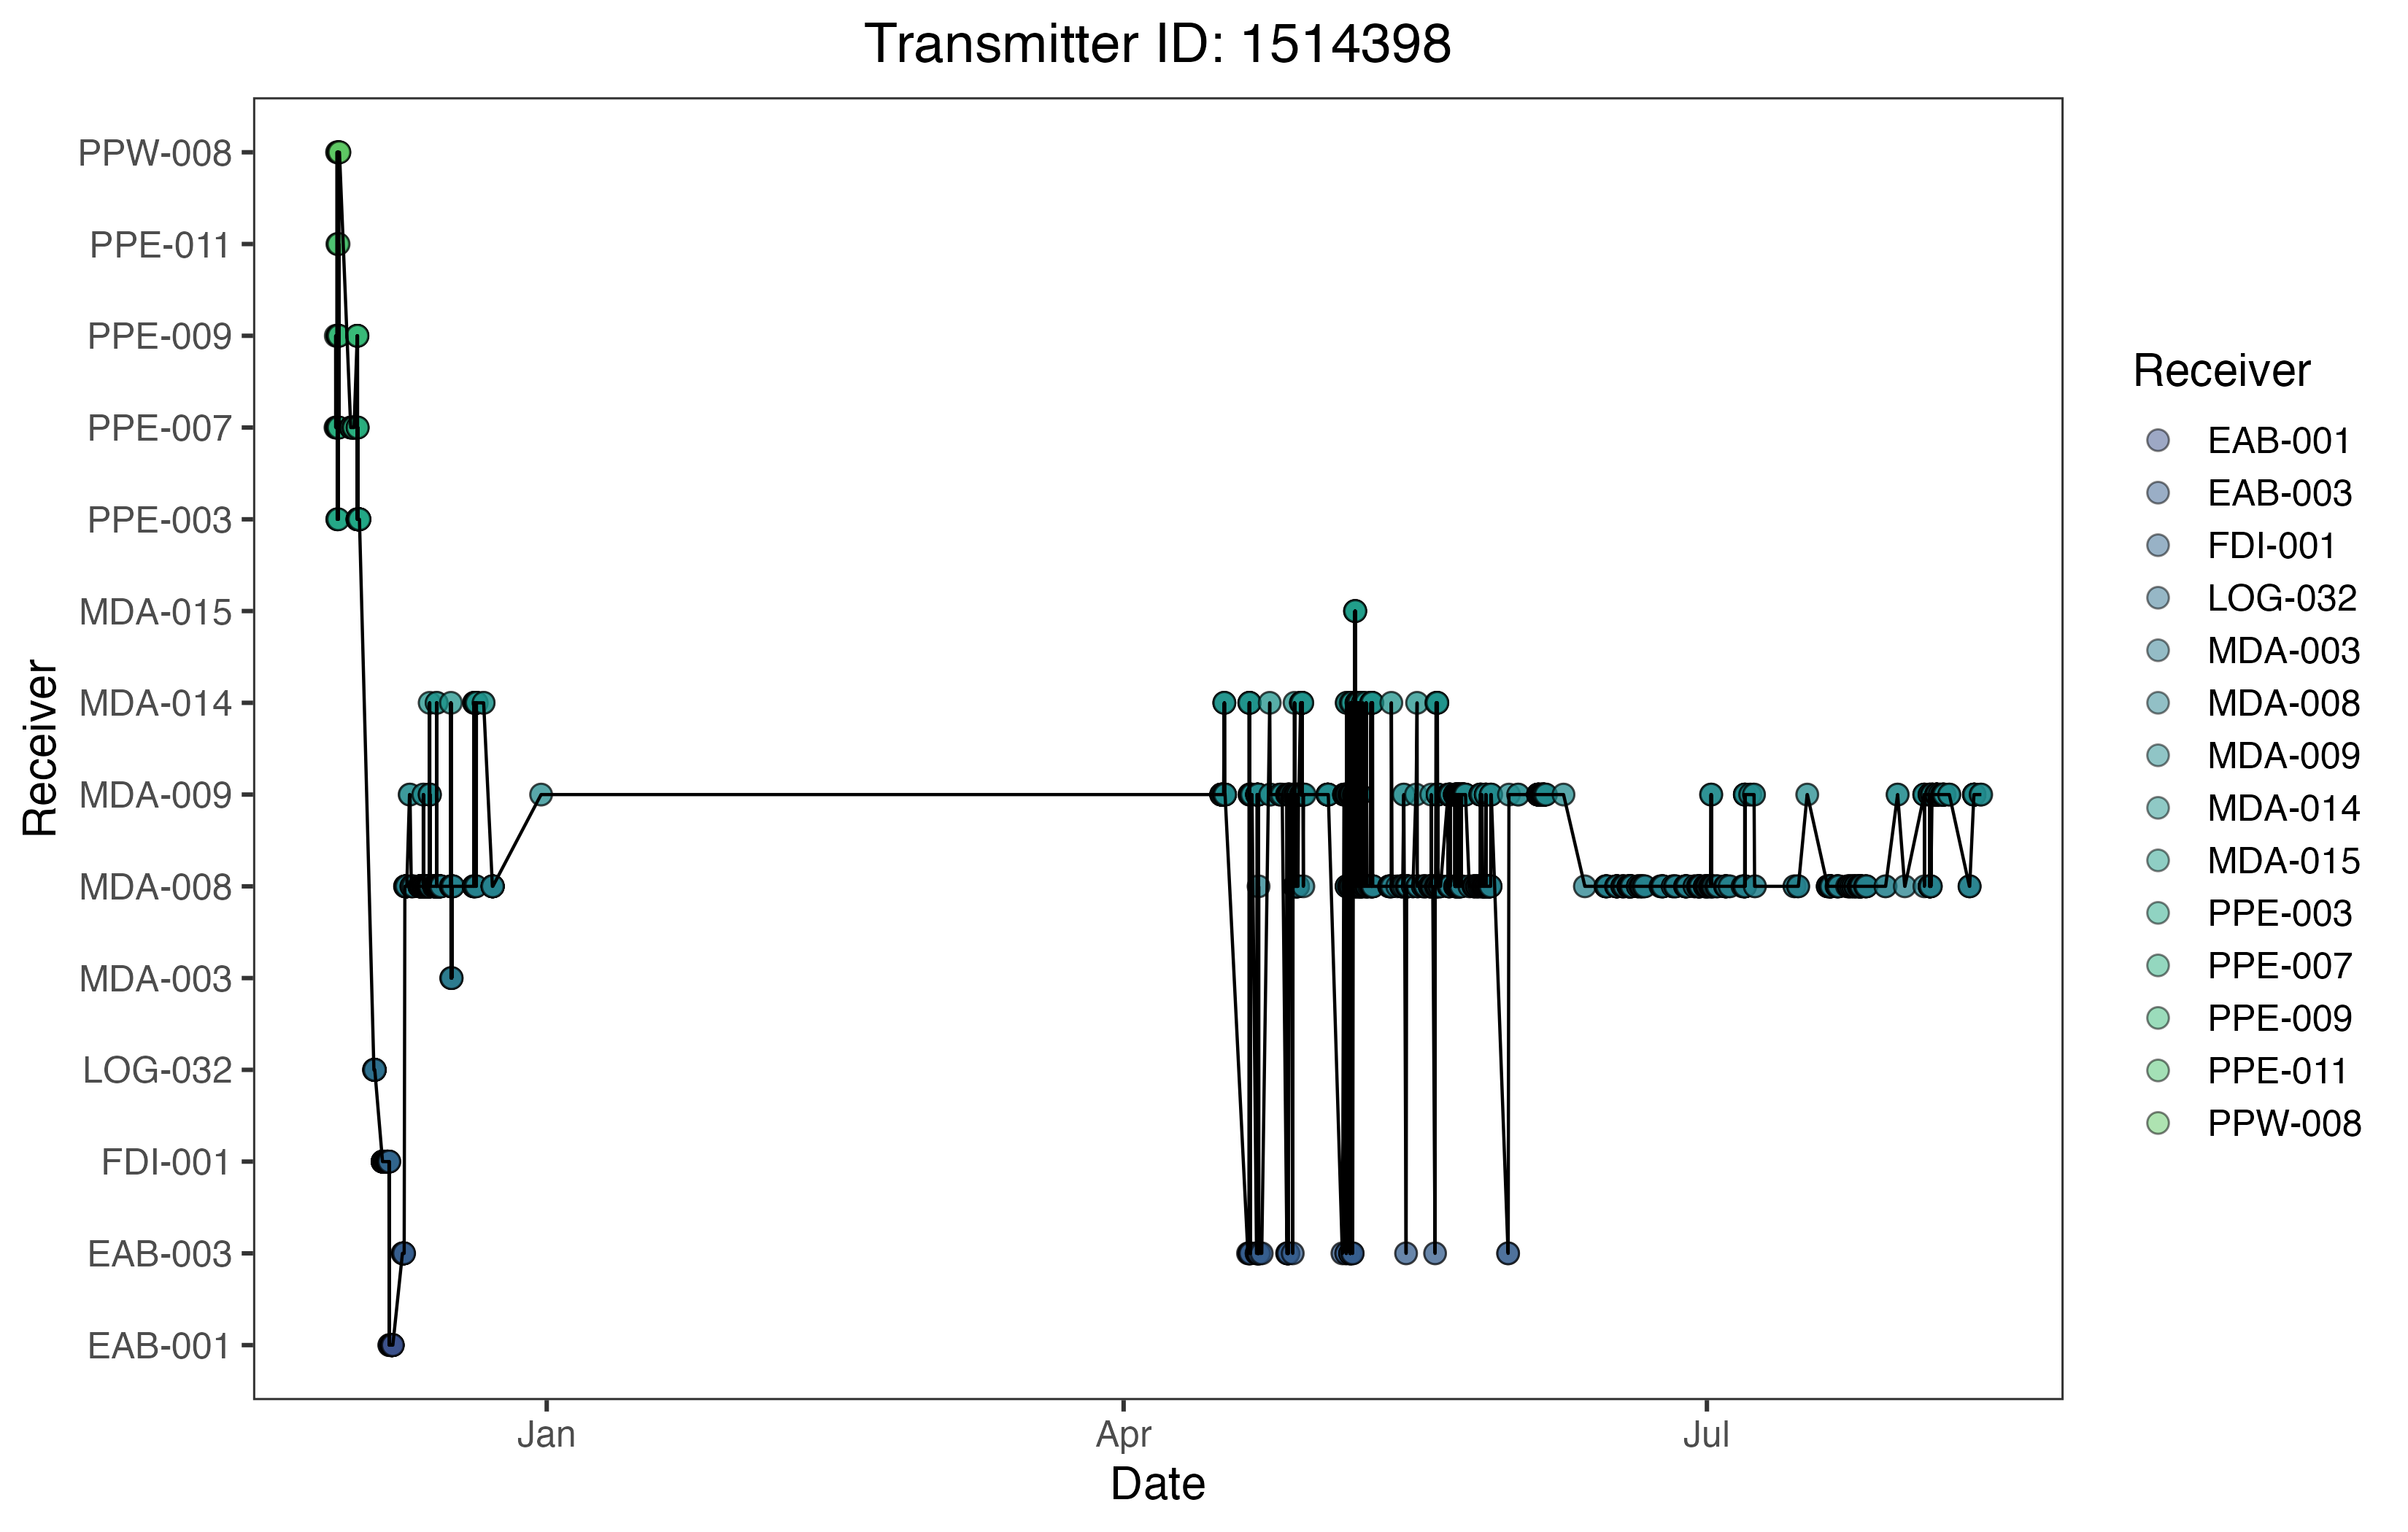 Transmitter ID: 1514398
PPW-008
PPE-011
PPE-009
PPE-007
PPE-003
MDA-015
MDA-014
MDA-009
MDA-008
MDA-003
LOG-032
FDI-001
EAB-003
EAB-001
Receiver
Jan
Apr
Jul
Date
Receiver
EAB-001
EAB-003
FDI-001
LOG-032
MDA-003
MDA-008
MDA-009
MDA-014
MDA-015
PPE-003
PPE-007
PPE-009
PPE-011
PPW-008